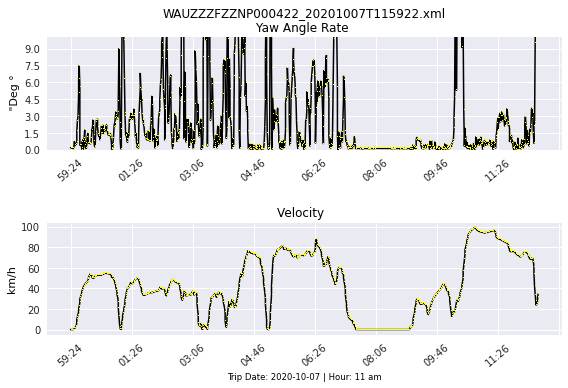 WAUZZZFZZNP000422_20201007T115922.xml
Yaw Angle Rate
"Deg °
9.0
7.5
6.0
4.5
3.0
1.5
0.0
59:24 01:26 03:06 04:46 06:26 08:06 09:46 11:26
Velocity
km/h
100
80
60
40
20
0
59:24 01:26 03:06 04:46 06:26 08:06 09:46 11:26
Trip Date: 2020-10-07 | Hour: 11 am